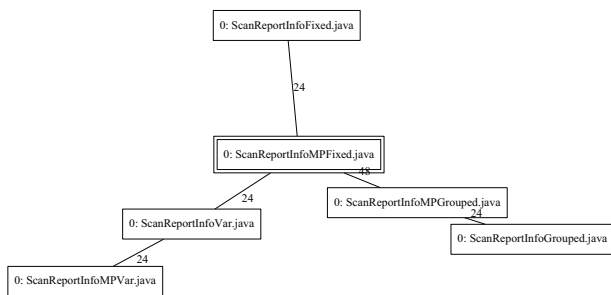 0: ScanReportInfoFixed.java
24
0: ScanReportInfoMPFixed.java
48
24
0: ScanReportInfoMPGrouped.java
24
0: ScanReportInfoVar.java
0: ScanReportInfoGrouped.java
24
0: ScanReportInfoMPVar.java